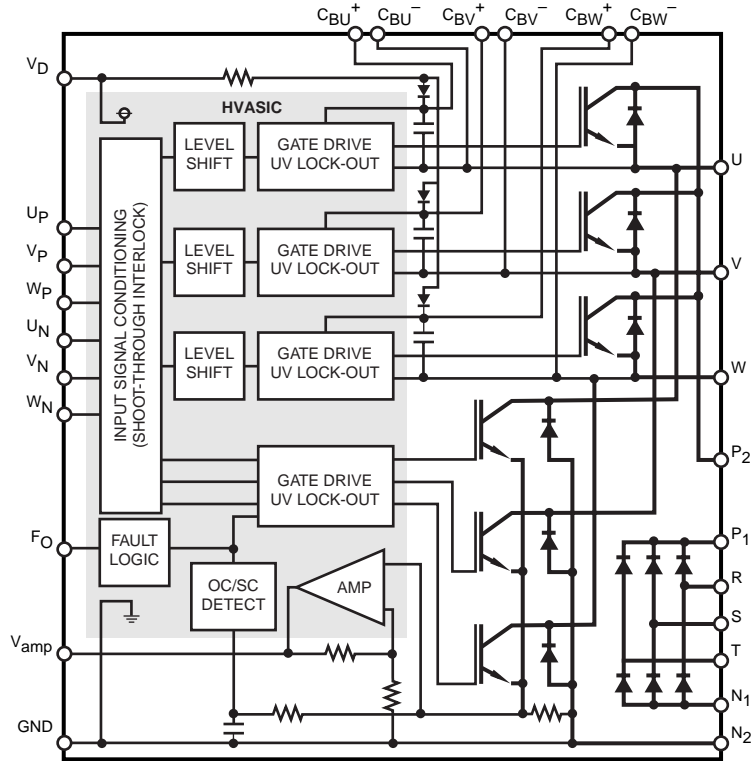 CBU+ CBU− CBV+ CBV− CBW+ CBW−
VD
HVASIC
INPUT SIGNAL CONDITIONING
(SHOOT-THROUGH INTERLOCK)
LEVEL
SHIFT
GATE DRIVE
UV LOCK-OUT
U
UP
VP
WP
UN
VN
WN
LEVEL
SHIFT
GATE DRIVE
UV LOCK-OUT
V
LEVEL
SHIFT
GATE DRIVE
UV LOCK-OUT
W
GATE DRIVE
UV LOCK-OUT
P2
FO
FAULT
LOGIC
OC/SC
DETECT
AMP
P1
R
S
T
N1
N2
Vamp
GND